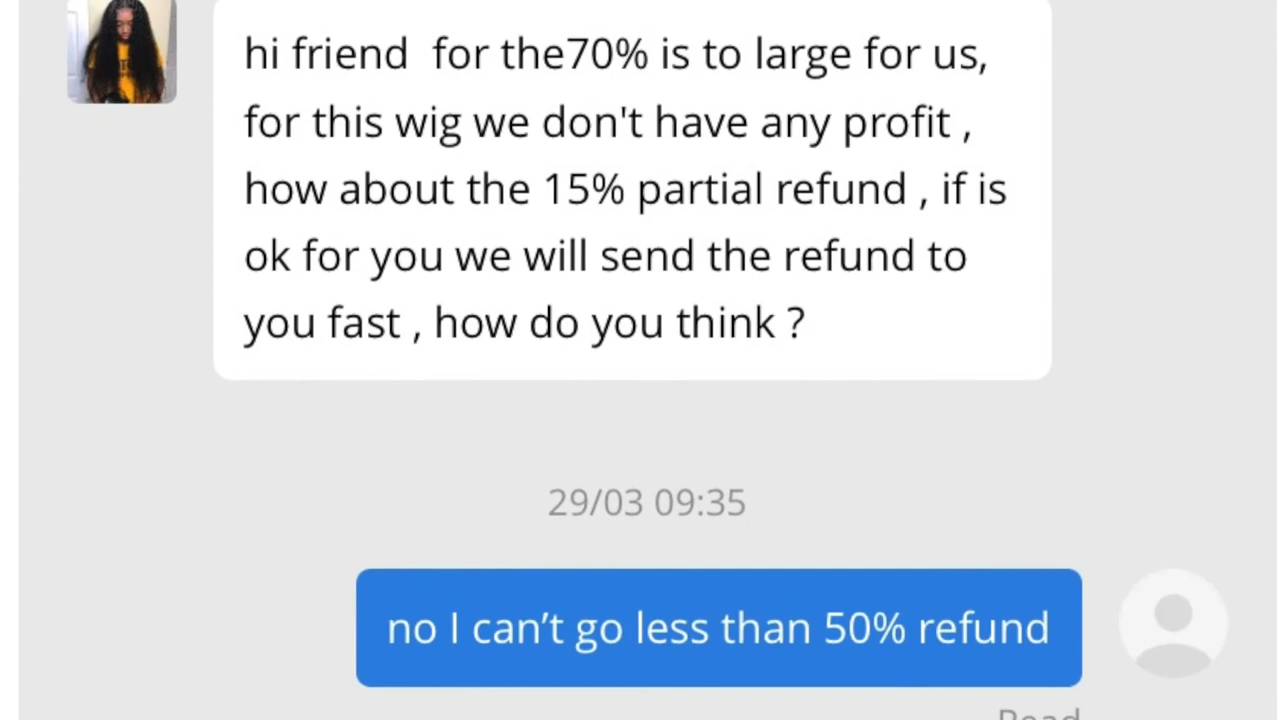 hi friend  for the70% is to large for us,
for this wig we don't have any profit ,
how about the 15% partial refund , if is
ok for you we will send the refund to
you fast , how do you think ?
29/03 09:35
no I can’t go less than 50% refund
Read